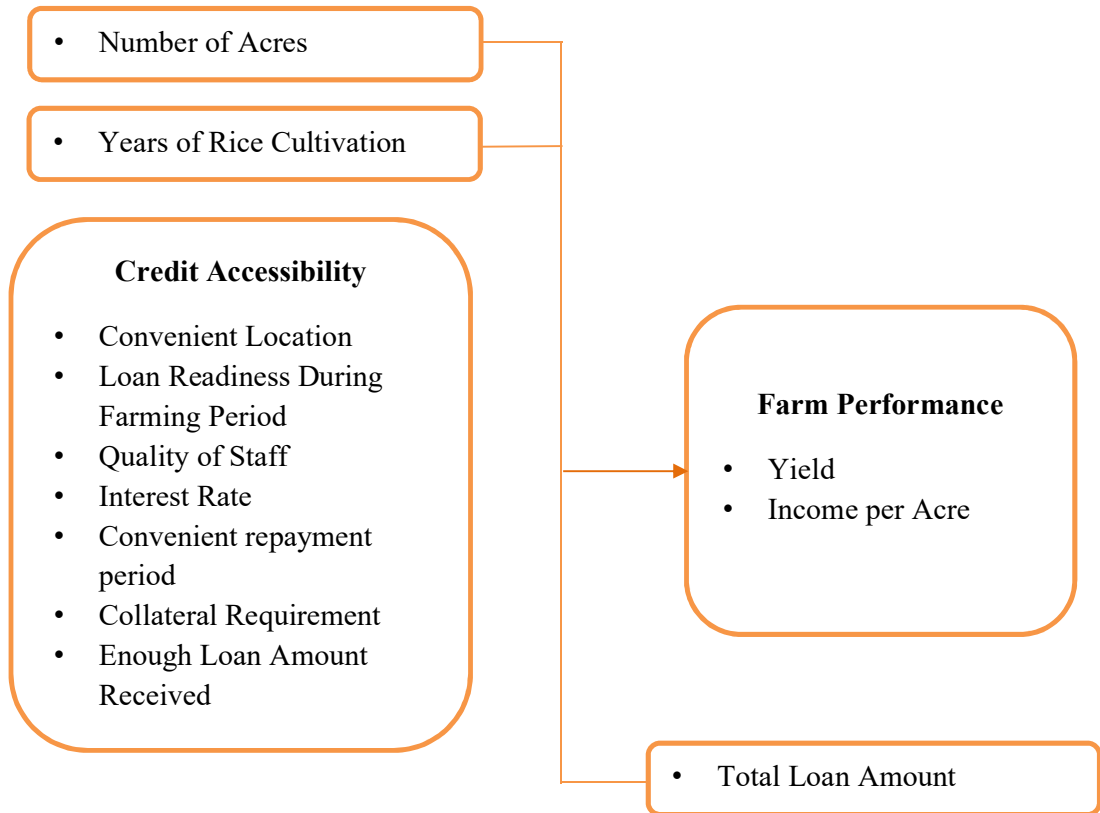 • Number of Acres
• Years of Rice Cultivation
Credit Accessibility
• Convenient Location
• Loan Readiness During
Farming Period
• Quality of Staff
• Interest Rate
• Convenient repayment
period
• Collateral Requirement
• Enough Loan Amount
Received
Farm Performance
• Yield
• Income per Acre
• Total Loan Amount